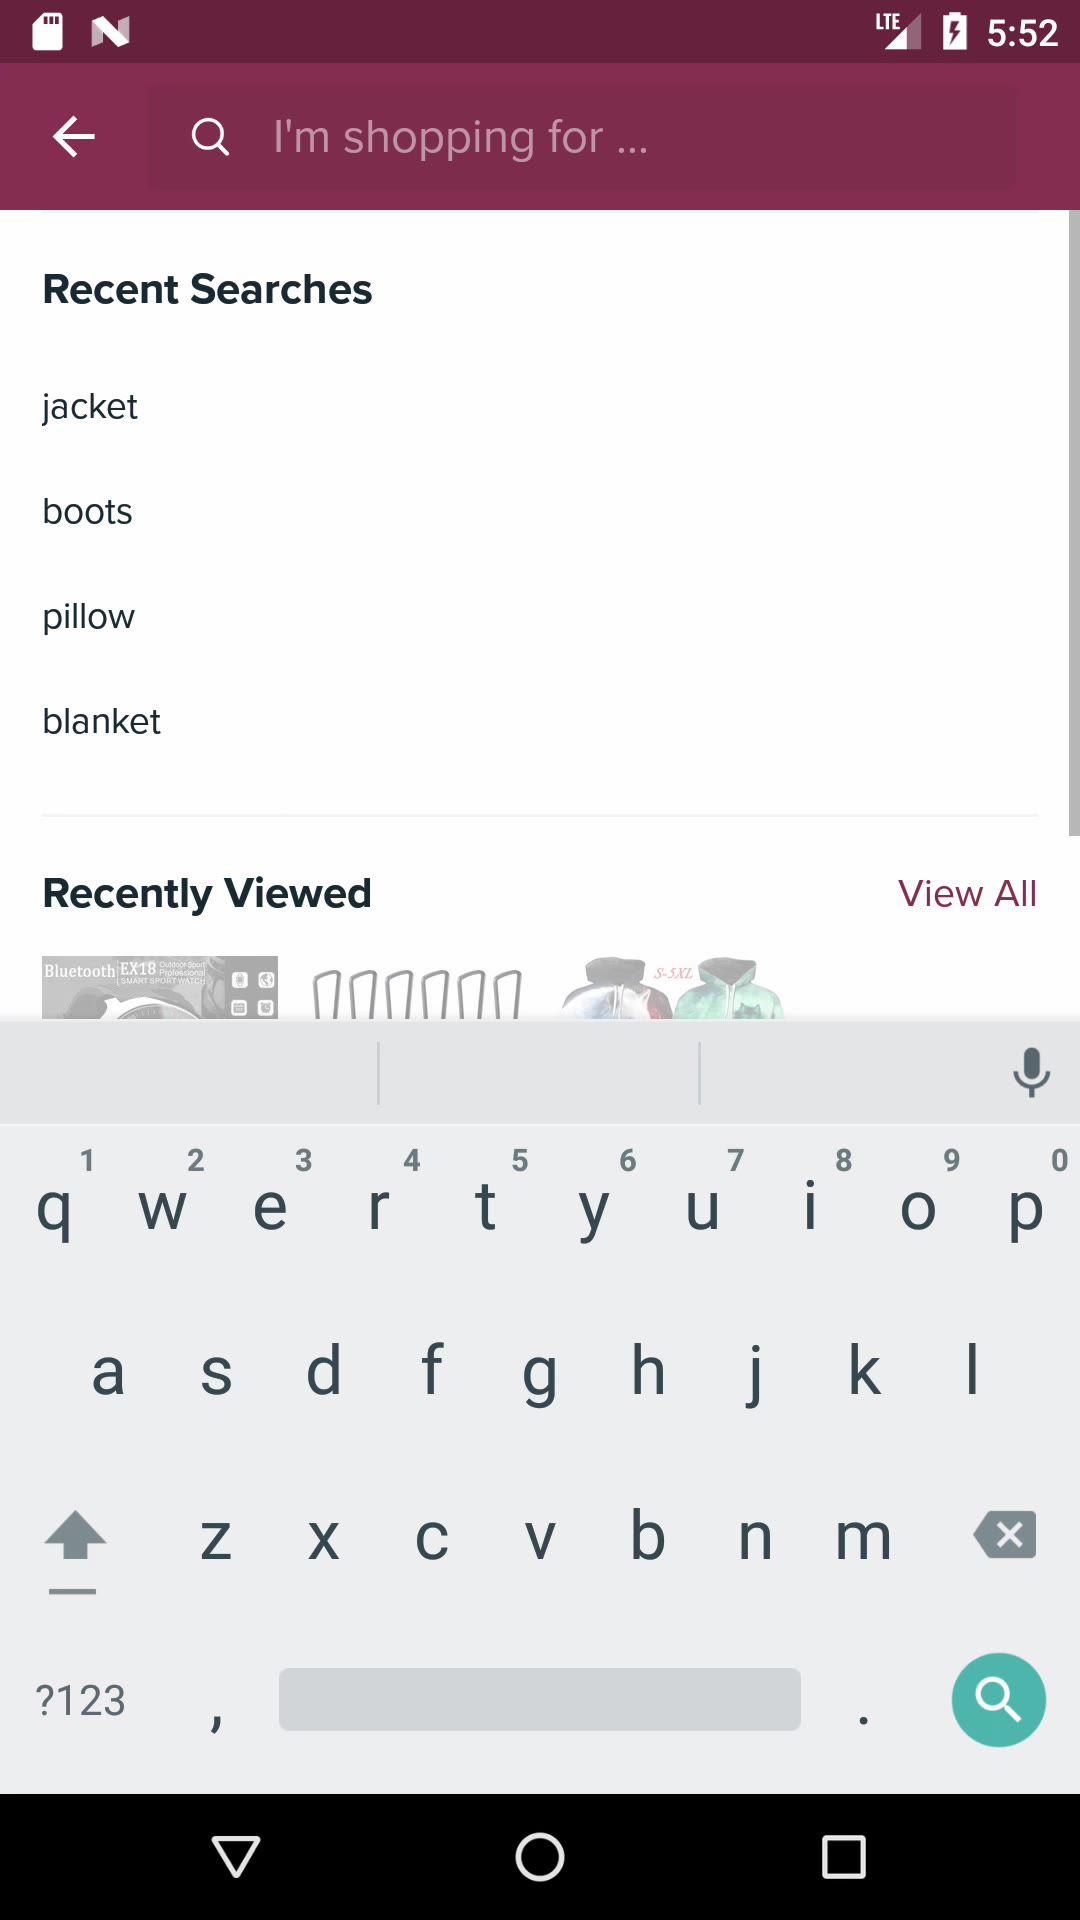 LTE 5:52
I'm shopping for ...
Recent Searches
jacket
boots
pillow
blanket
Recently Viewed View All
Bluetooth EX18 Outdoor Sport Professional
SMART SPORT WATCH
S-5XL
1 2 3 4 5 6 7 8 9 0
q w e r t y u i o p
a s d f g h j k l
z x c v b n m
?123 , .